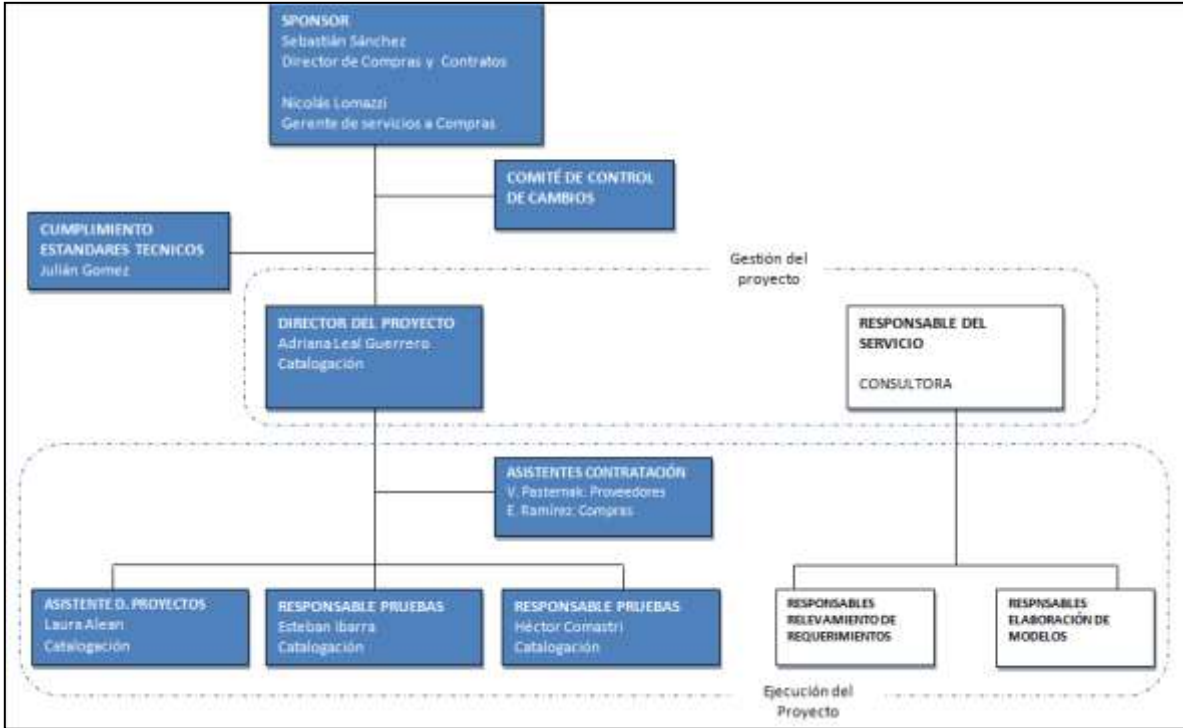 SPONSOR
Sebastián Sánchez
Director de Compras y Contratos
Nicolás Lomazzi
Gerente de servicios a Compras
COMITÉ DE CONTROL
DE CAMBIOS
CUMPLIMIENTO
ESTANDARES TECNICOS
Julián Gomez
Gestión del
proyecto
DIRECTOR DEL PROYECTO
Adriana Leal Guerrero
Catalogación
RESPONSABLE DEL
SERVICIO
CONSULTORA
ASISTENTES CONTRATACIÓN
V. Pasternak: Proveedores
E. Ramírez: Compras
ASISTENTE D. PROYECTOS
Laura Alean
Catalogación
RESPONSABLE PRUEBAS
Esteban Ibarra
Catalogación
RESPONSABLE PRUEBAS
Héctor Comastri
Catalogación
RESPONSABLES
RELEVAMIENTO DE
REQUERIMIENTOS
RESPNSABLES
ELABORACIÓN DE
MODELOS
Ejecución del
Proyecto